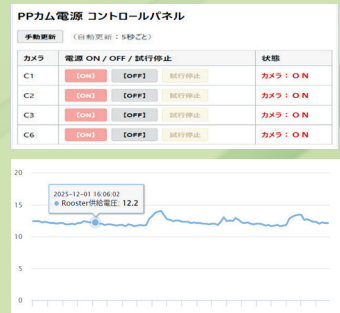 PPカム電源 コントロールパネル
手動更新 （自動更新：5秒ごと）
カメラ 電源 ON / OFF / 試行停止 状態
C1 [ON] [OFF] 試行停止 カメラ：ON
C2 [ON] [OFF] 試行停止 カメラ：ON
C3 [ON] [OFF] 試行停止 カメラ：ON
C6 [ON] [OFF] 試行停止 カメラ：ON
20
15
2025-12-01 16:06:02
Rooster供給電圧: 12.2
10
5
0